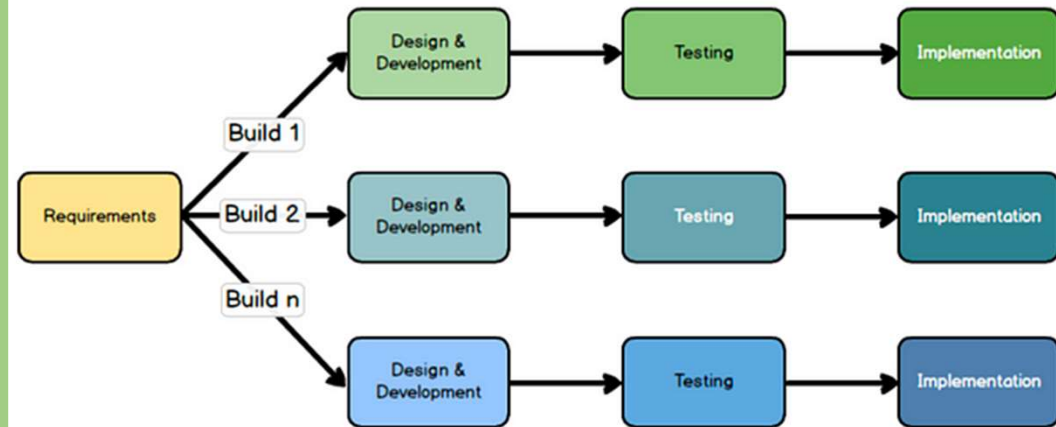 Design &
Development
Testing
Implementation
Build 1
Requirements
Build 2
Design &
Development
Testing
Implementation
Build n
Design &
Development
Testing
Implementation